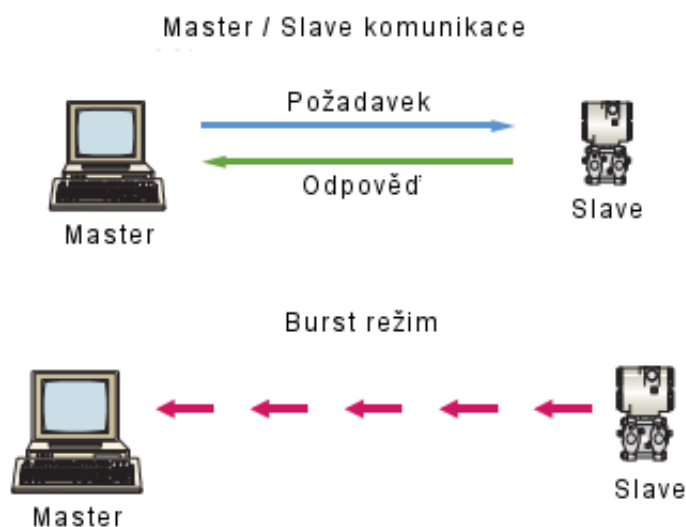 Master / Slave komunikace
Požadavek
Odpověď
Master
Slave
Burst režim
Master
Slave